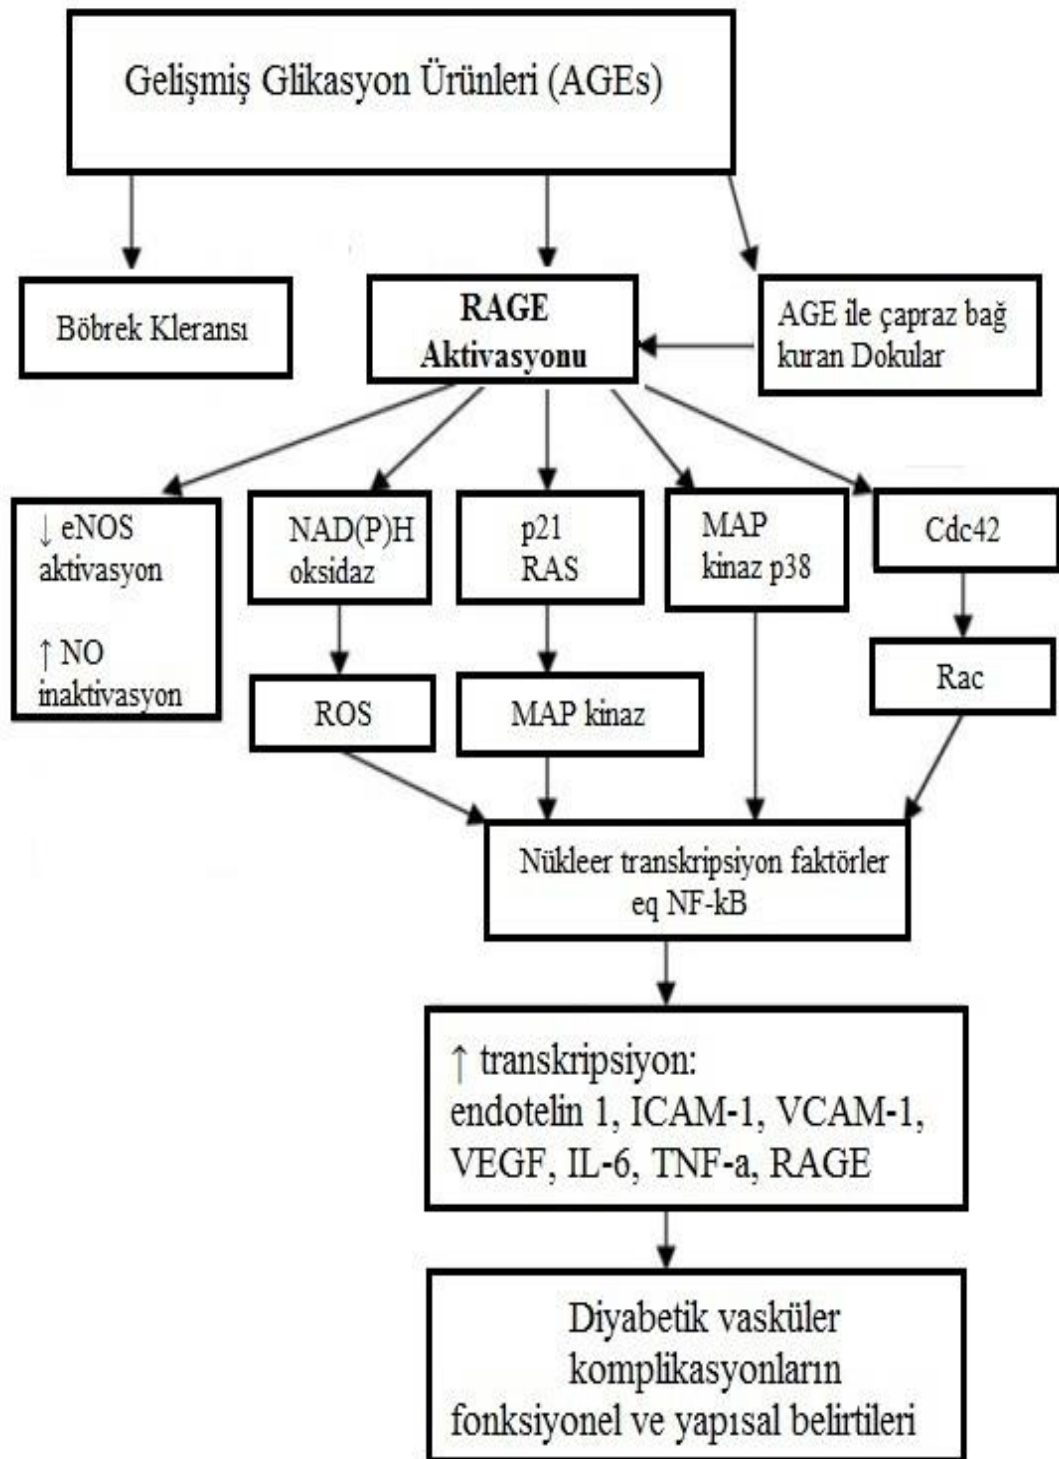 Gelişmiş Glikasyon Ürünleri (AGEs)
Böbrek Kleransı
RAGE
Aktivasyonu
AGE ile çapraz bağ
kuran Dokular
↓ eNOS
aktivasyon
↑ NO
inaktivasyon
NAD(P)H
oksidaz
p21
RAS
MAP
kinaz p38
Cdc42
ROS
MAP kinaz
Rac
Nükleer transkripsiyon faktörler
eq NF-kB
↑ transkripsiyon:
endotelin 1, ICAM-1, VCAM-1,
VEGF, IL-6, TNF-a, RAGE
Diyabetik vasküler
komplikasyonların
fonksiyonel ve yapısal belirtileri